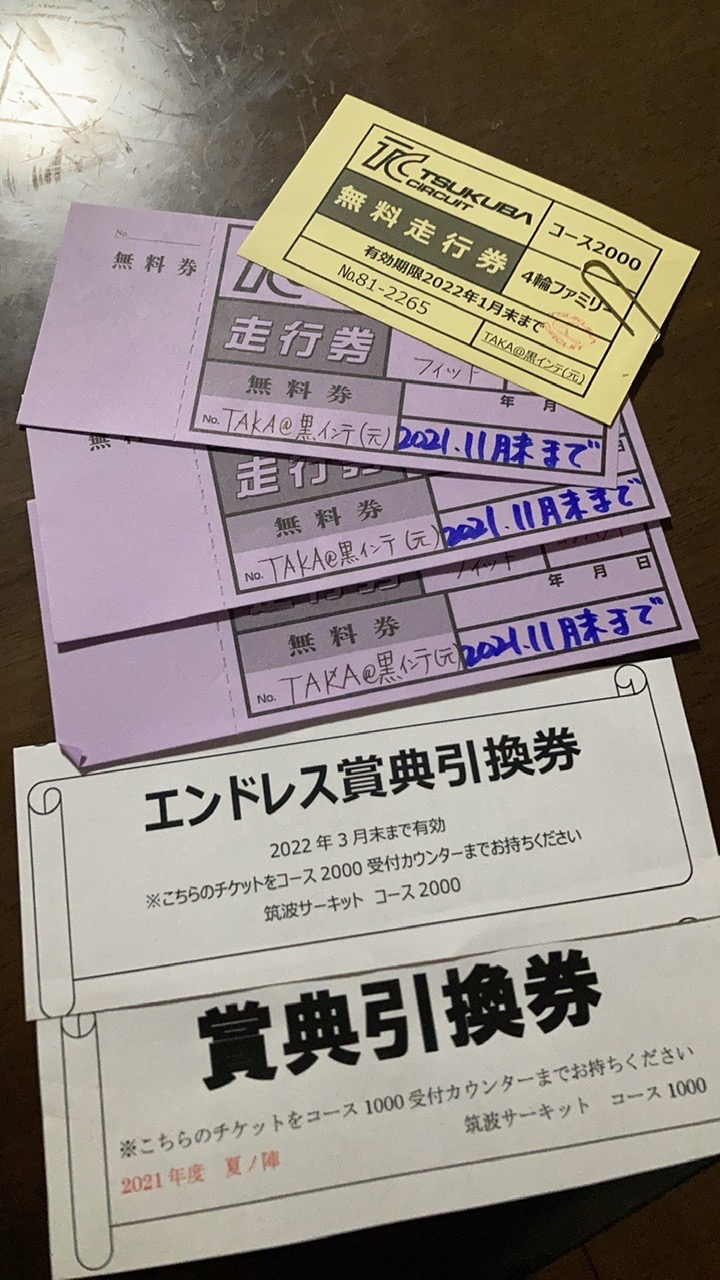 TC TSUKUBA CIRCUIT
コース2000
無料走行券
4輪ファミリー
有効期限2022年1月末まで
No.81-2265
TAKA@黒インテ(元)
No.
無料券
走行券
フィット
無料券
年 月
No. TAKA@黒インテ(元)
2021.11月末まで
無料
走行券
無料券
No. TAKA@黒インテ(元)
2021.11月末まで
フィット
年 月 日
無料券
No. TAKA@黒インテ(元)
2021.11月末まで
エンドレス賞典引換券
2022年3月末まで有効
※こちらのチケットをコース2000受付カウンターまでお持ちください
筑波サーキット コース2000
賞典引換券
※こちらのチケットをコース1000受付カウンターまでお持ちください
筑波サーキット コース1000
2021年度 夏ノ陣